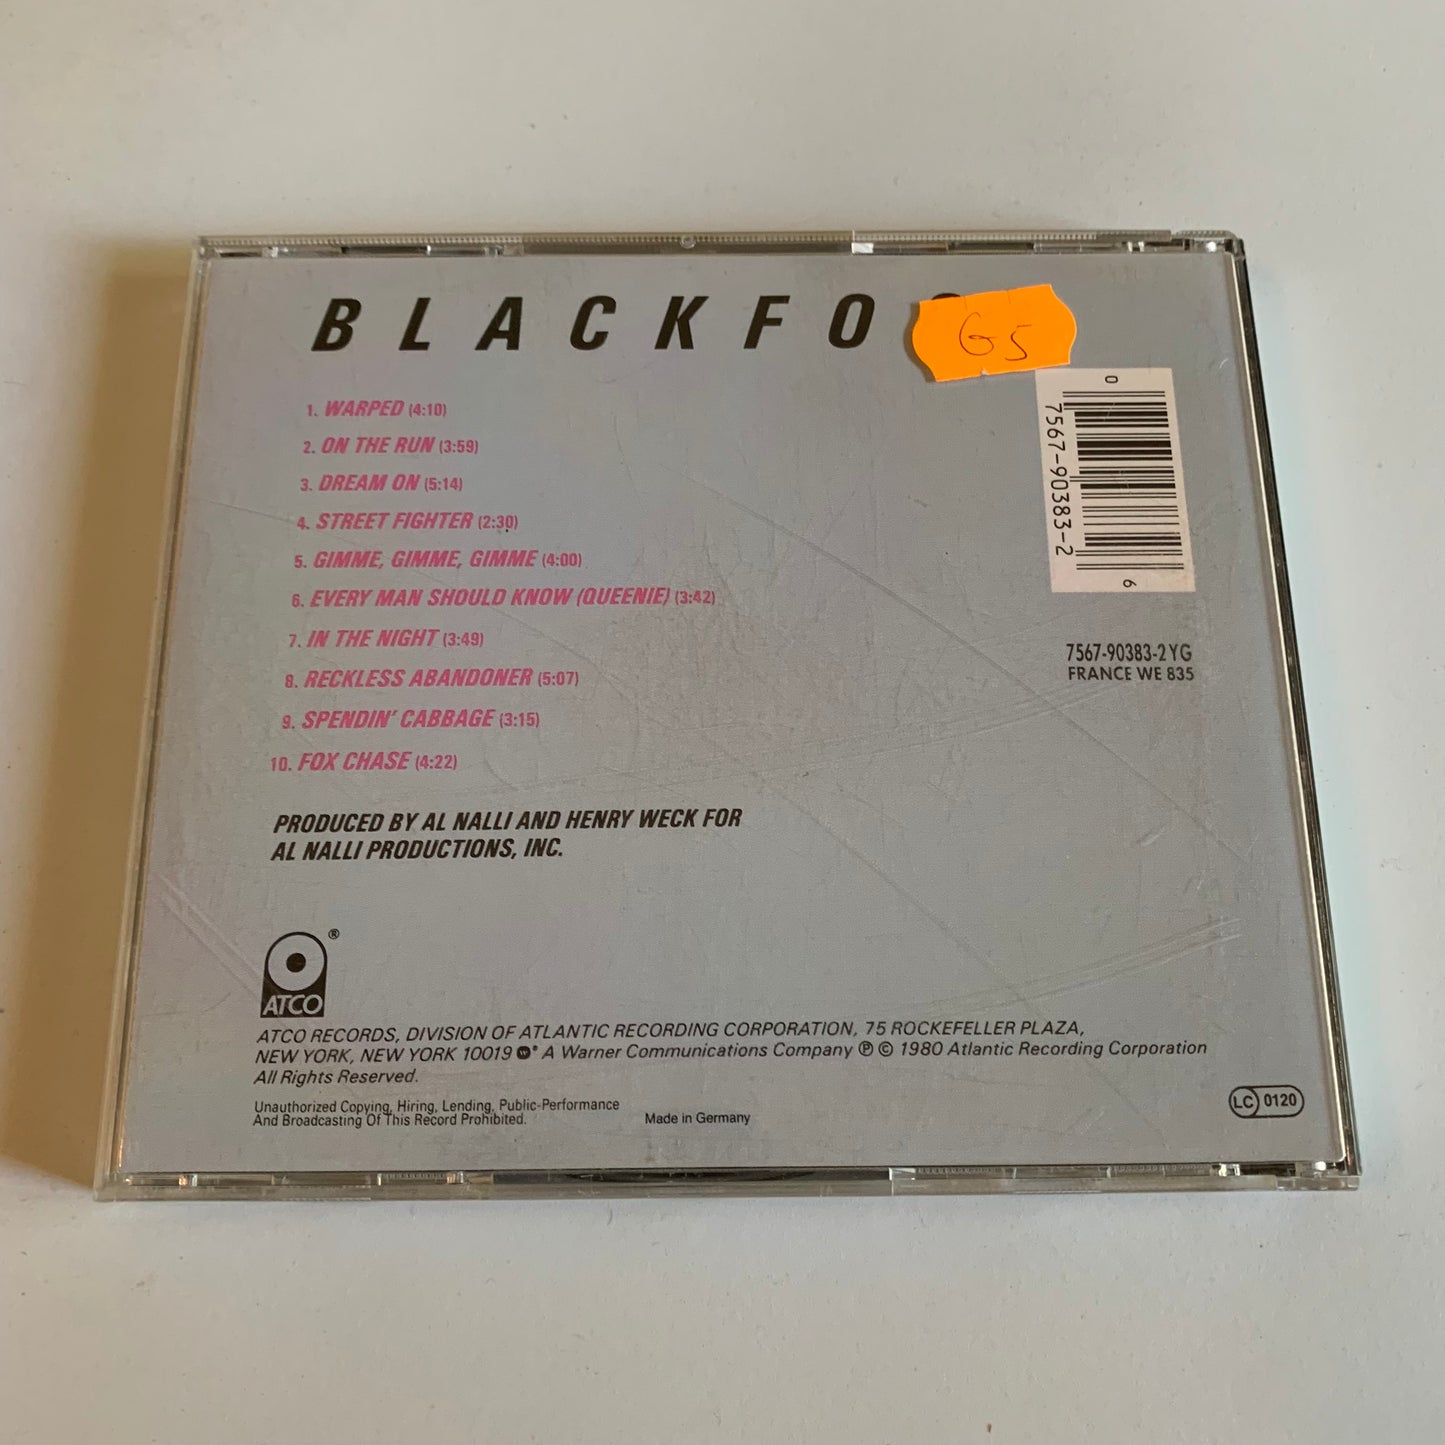 BLACKFO
G5
1. WARPED (4:10)
2. ON THE RUN (3:59)
3. DREAM ON (5:14)
4. STREET FIGHTER (2:30)
5. GIMME, GIMME, GIMME (4:00)
6. EVERY MAN SHOULD KNOW (QUEENIE) (3:42)
7. IN THE NIGHT (3:49)
8. RECKLESS ABANDONER (5:07)
9. SPENDIN' CABBAGE (3:15)
10. FOX CHASE (4:22)
0
7567-90383-2
6
7567-90383-2 YG
FRANCE WE 835
PRODUCED BY AL NALLI AND HENRY WECK FOR
AL NALLI PRODUCTIONS, INC.
®
ATCO
ATCO RECORDS, DIVISION OF ATLANTIC RECORDING CORPORATION, 75 ROCKEFELLER PLAZA,
NEW YORK, NEW YORK 10019 A Warner Communications Company ℗ © 1980 Atlantic Recording Corporation
All Rights Reserved.
Unauthorized Copying, Hiring, Lending, Public-Performance
And Broadcasting Of This Record Prohibited.
Made in Germany
LC 0120